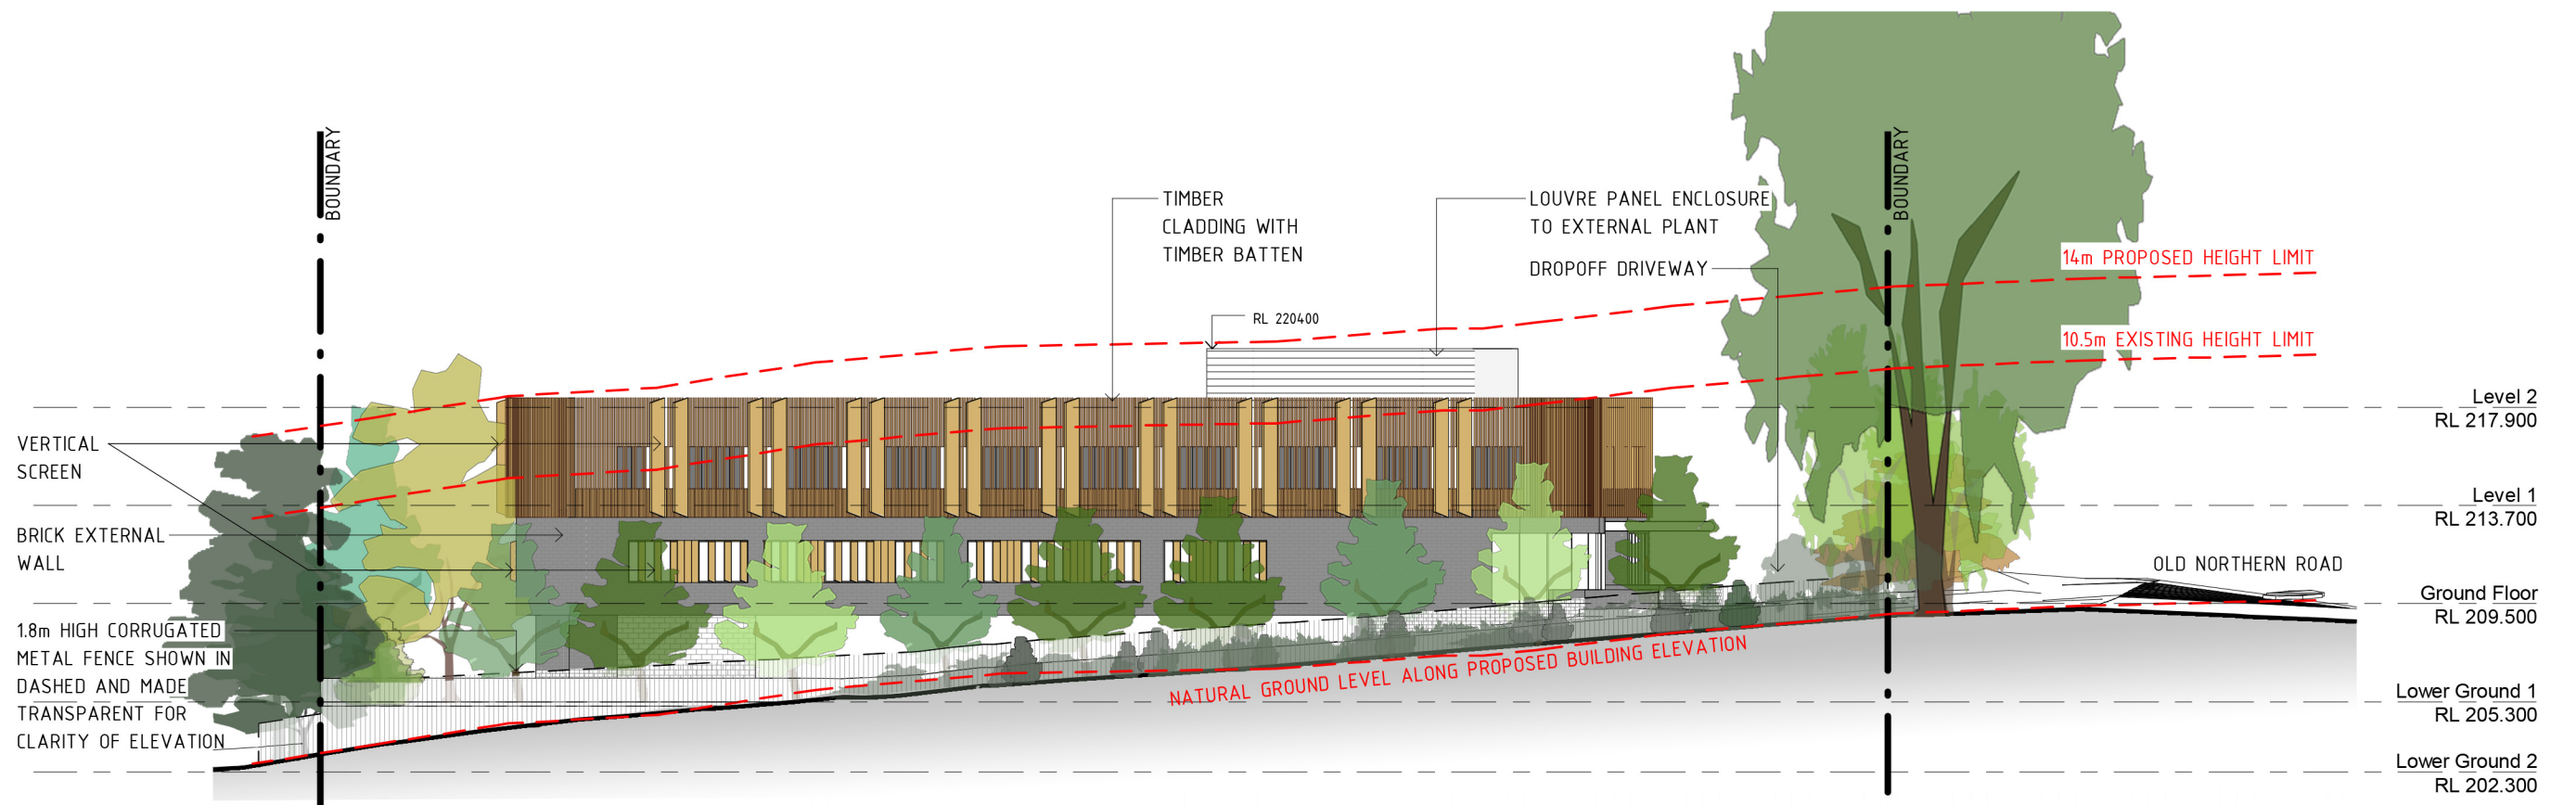 BOUNDARY
BOUNDARY
TIMBER
CLADDING WITH
TIMBER BATTEN
LOUVRE PANEL ENCLOSURE
TO EXTERNAL PLANT
DROPOFF DRIVEWAY
14m PROPOSED HEIGHT LIMIT
RL 220400
10.5m EXISTING HEIGHT LIMIT
Level 2
RL 217.900
VERTICAL
SCREEN
Level 1
RL 213.700
BRICK EXTERNAL
WALL
OLD NORTHERN ROAD
Ground Floor
RL 209.500
1.8m HIGH CORRUGATED
METAL FENCE SHOWN IN
DASHED AND MADE
TRANSPARENT FOR
CLARITY OF ELEVATION
NATURAL GROUND LEVEL ALONG PROPOSED BUILDING ELEVATION
Lower Ground 1
RL 205.300
Lower Ground 2
RL 202.300